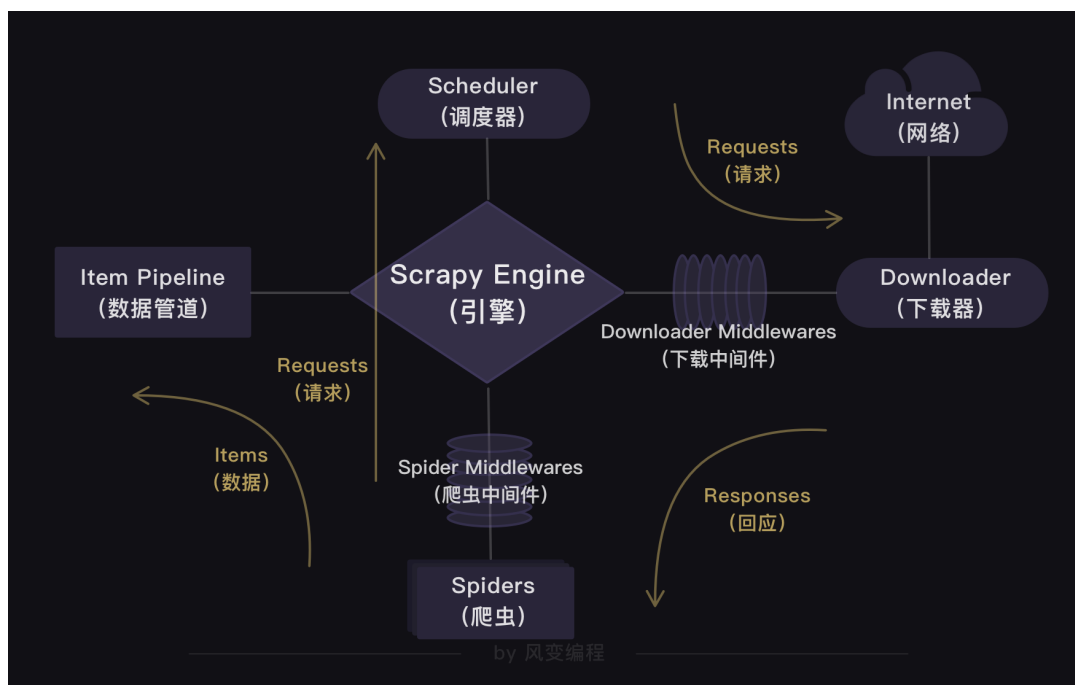 Scheduler
（调度器）
Internet
（网络）
Requests
（请求）
Item Pipeline
（数据管道）
Scrapy Engine
（引擎）
Downloader
（下载器）
Downloader Middlewares
（下载中间件）
Requests
（请求）
Items
（数据）
Spider Middlewares
（爬虫中间件）
Responses
（回应）
Spiders
（爬虫）
by 风变编程